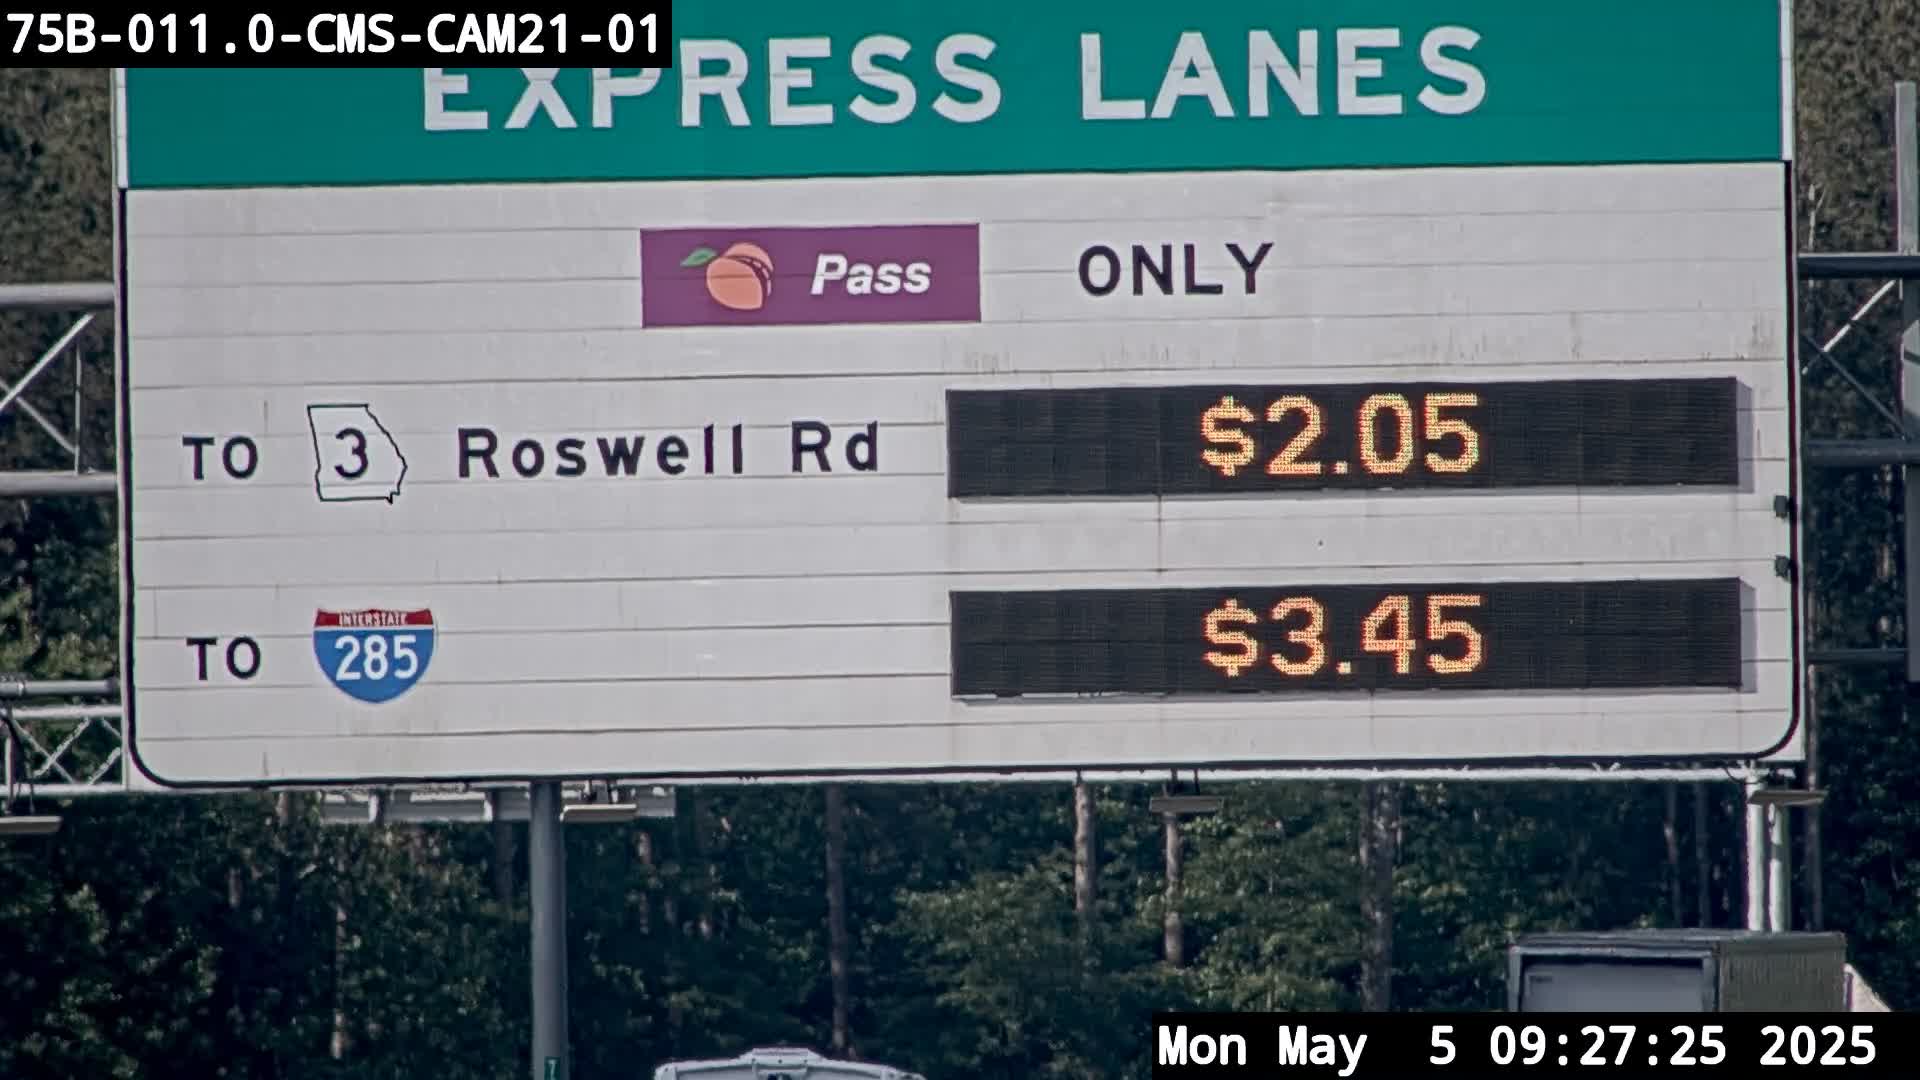 75B-011.0-CMS-CAM21-01
EXPRESS LANES
Pass ONLY
TO 3 Roswell Rd $2.05
INTERSTATE
TO 285 $3.45
Mon May 5 09:27:25 2025